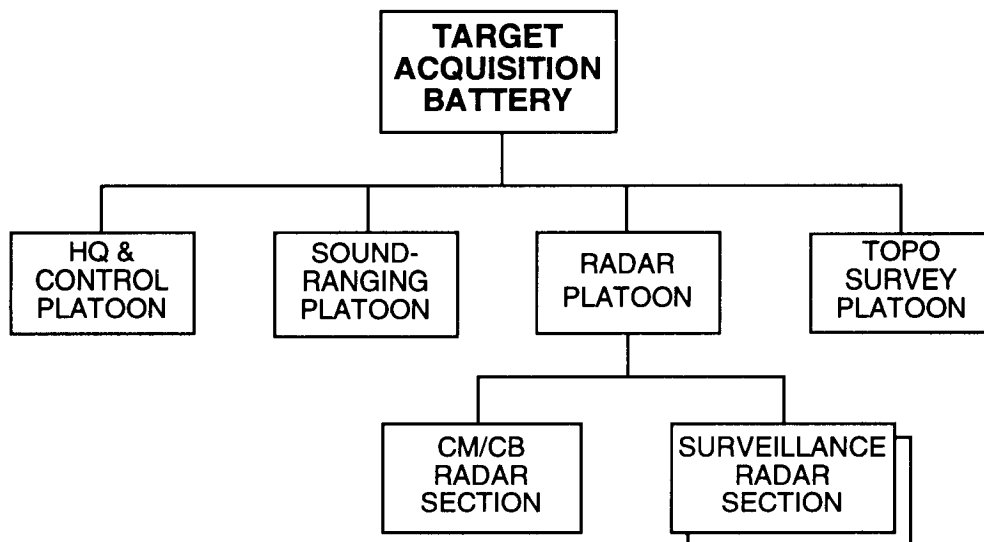 TARGET
ACQUISITION
BATTERY
HQ &
CONTROL
PLATOON
SOUND-
RANGING
PLATOON
RADAR
PLATOON
TOPO
SURVEY
PLATOON
CM/CB
RADAR
SECTION
SURVEILLANCE
RADAR
SECTION